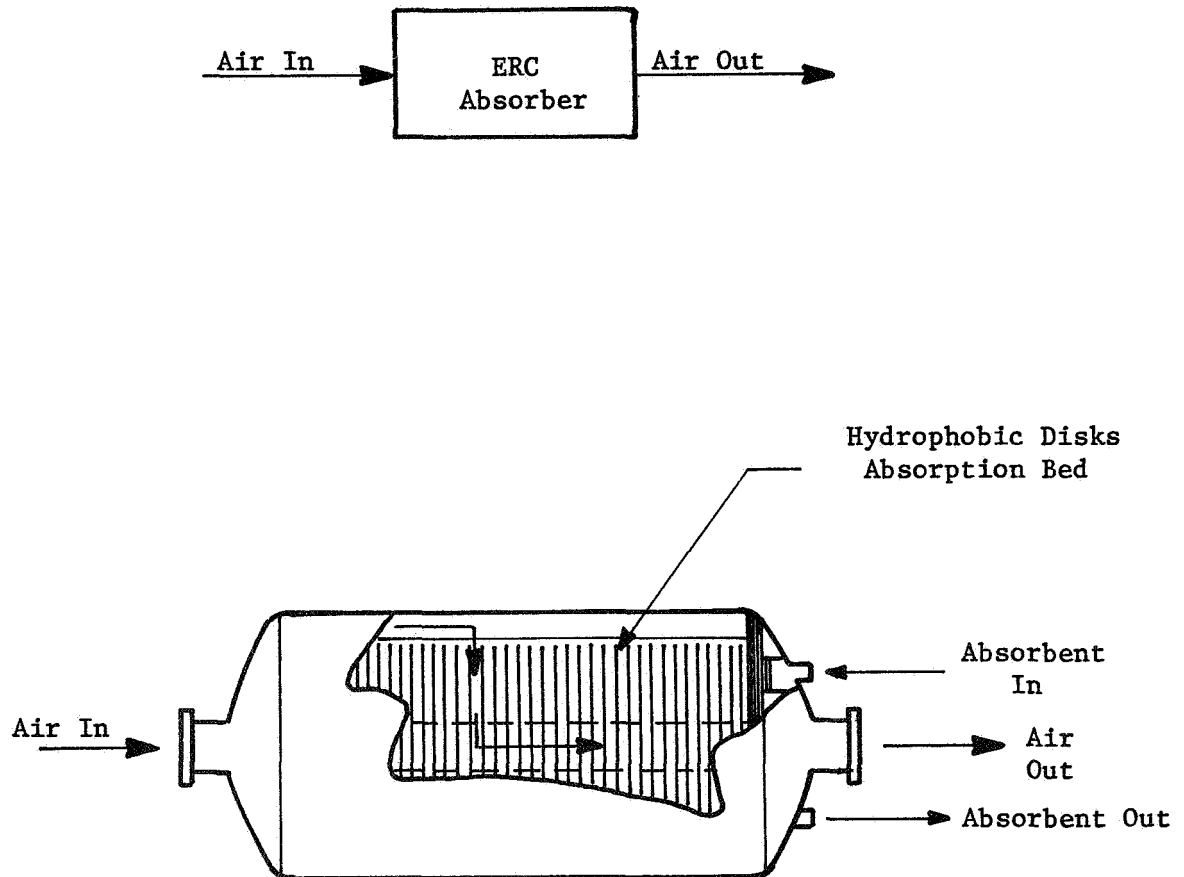 Air In
ERC
Absorber
Air Out
Hydrophobic Disks
Absorption Bed
Absorbent
In
Air In
Air
Out
Absorbent Out